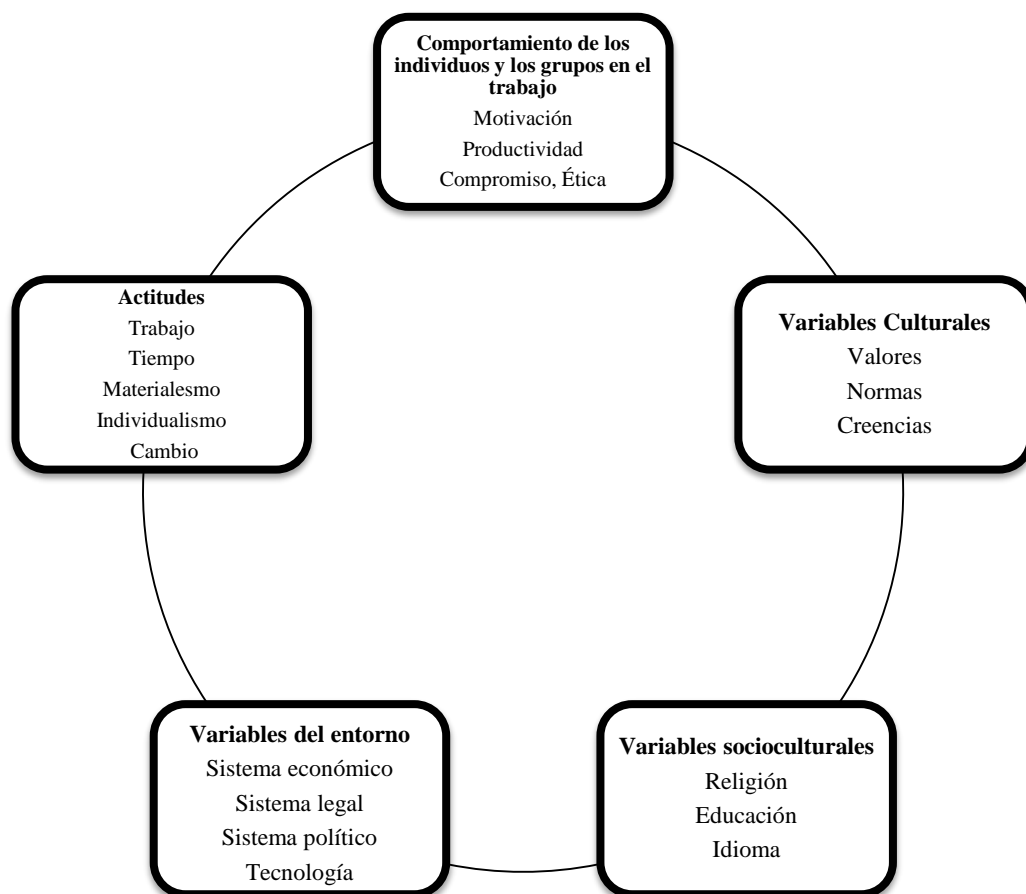 Comportamiento de los
individuos y los grupos en el
trabajo
Motivación
Productividad
Compromiso, Ética
Actitudes
Trabajo
Tiempo
Materialesmo
Individualismo
Cambio
Variables Culturales
Valores
Normas
Creencias
Variables del entorno
Sistema económico
Sistema legal
Sistema político
Tecnología
Variables socioculturales
Religión
Educación
Idioma